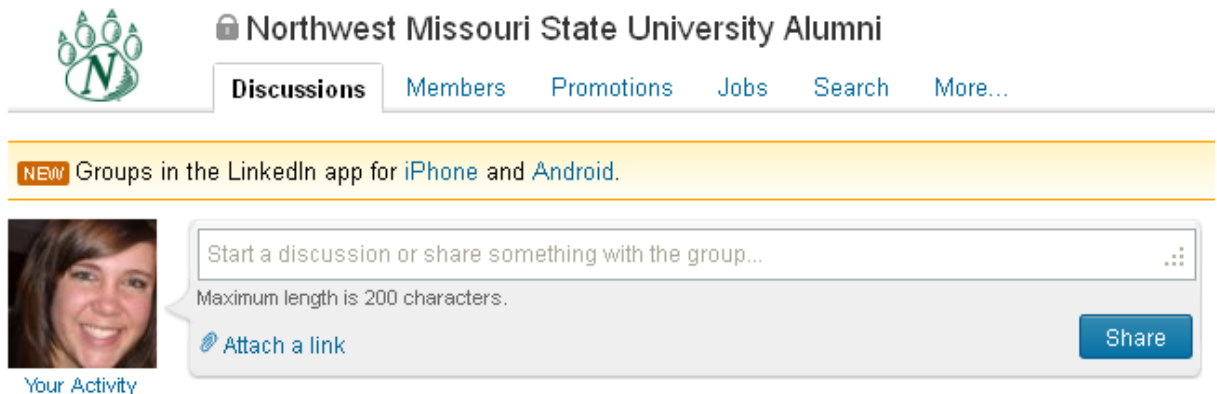 N
Northwest Missouri State University Alumni
Discussions Members Promotions Jobs Search More...
NEW Groups in the LinkedIn app for iPhone and Android.
Start a discussion or share something with the group...
Maximum length is 200 characters.
Attach a link
Share
Your Activity